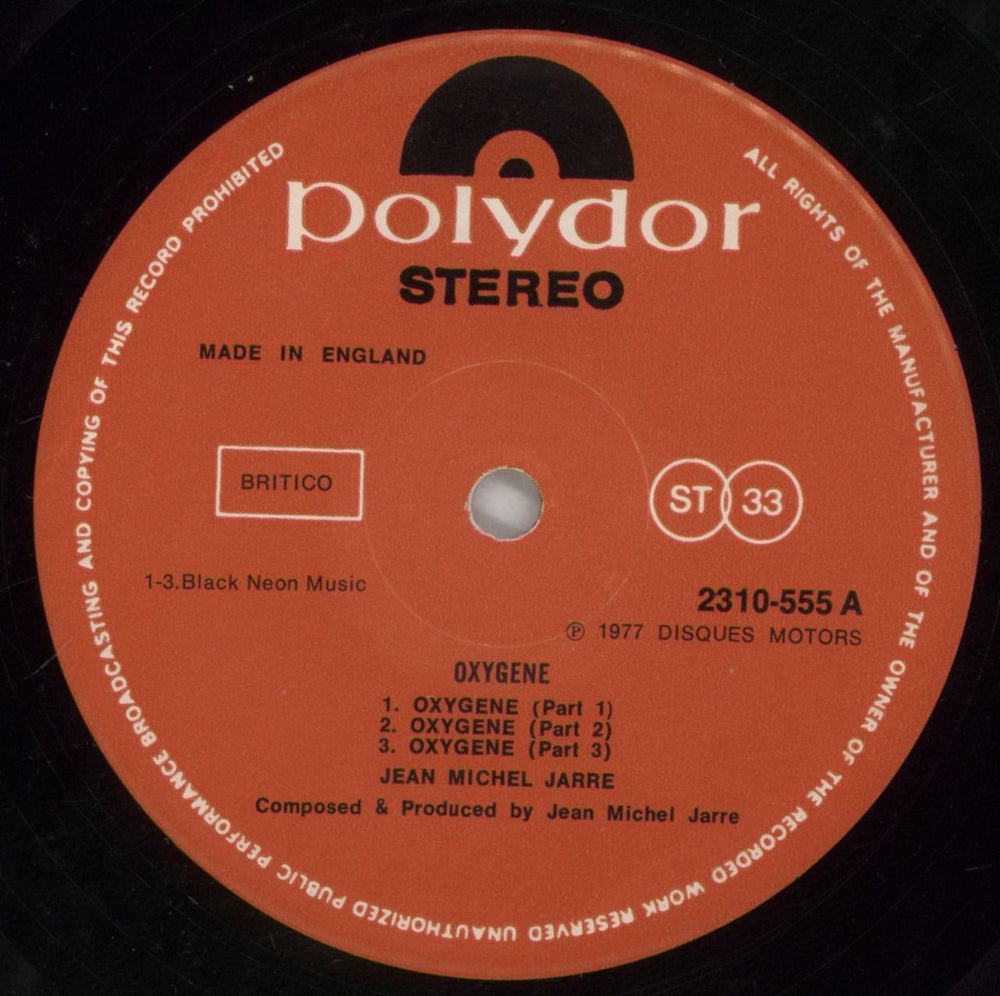 polydor
STEREO
MADE IN ENGLAND
BRITICO
ST 33
1-3.Black Neon Music
2310-555 A
℗ 1977 DISQUES MOTORS
OXYGENE
1. OXYGENE (Part 1)
2. OXYGENE (Part 2)
3. OXYGENE (Part 3)
JEAN MICHEL JARRE
Composed & Produced by Jean Michel Jarre
ALL RIGHTS OF THE MANUFACTURER AND OF THE OWNER OF THE RECORDED WORK RESERVED UNAUTHORIZED PUBLIC PERFORMANCE BROADCASTING AND COPYING OF THIS RECORD PROHIBITED